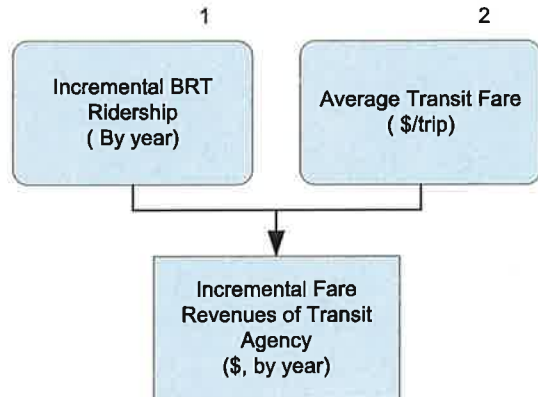 1
2
Incremental BRT
Ridership
( By year)
Average Transit Fare
( $/trip)
Incremental Fare
Revenues of Transit
Agency
($, by year)